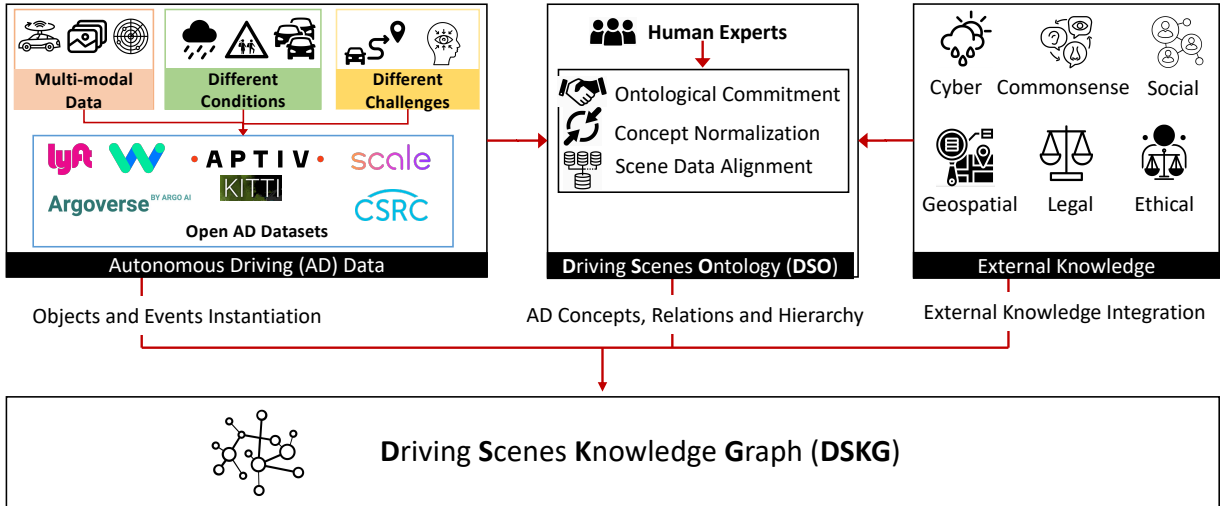 Multi-modal
Data
Different
Conditions
Different
Challenges
lyft
• A P T I V •
scale
KITTI
Argoverse BY ARGO AI
CSRC
Open AD Datasets
Autonomous Driving (AD) Data
Human Experts
Ontological Commitment
Concept Normalization
Scene Data Alignment
Driving Scenes Ontology (DSO)
Cyber
Commonsense
Social
Geospatial
Legal
Ethical
External Knowledge
Objects and Events Instantiation
AD Concepts, Relations and Hierarchy
External Knowledge Integration
Driving Scenes Knowledge Graph (DSKG)